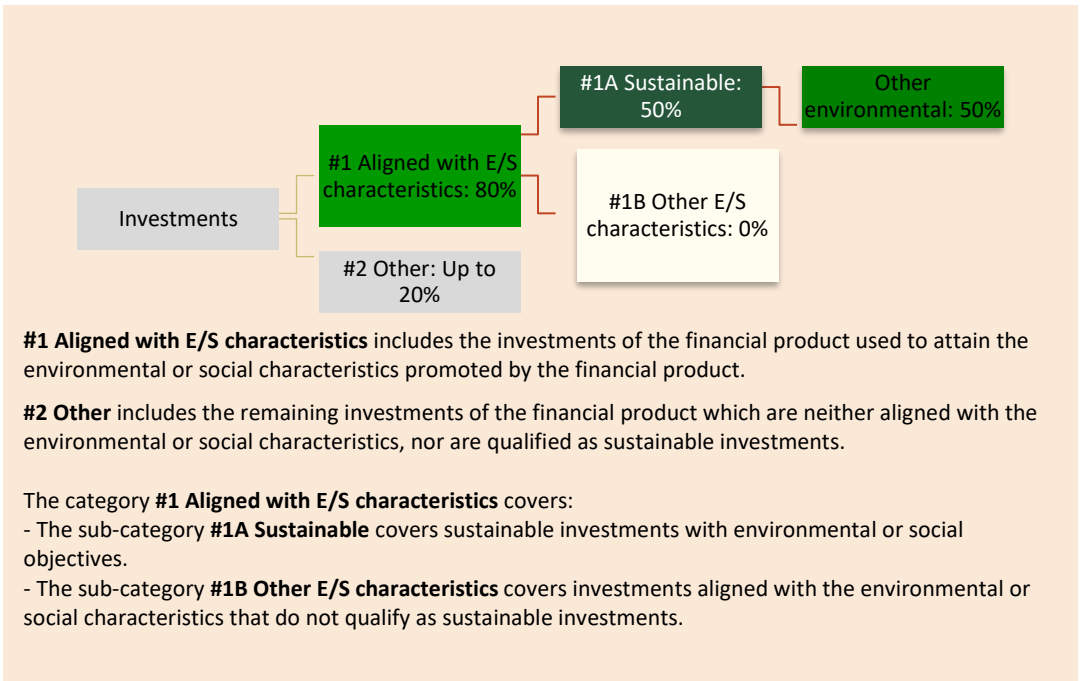 #1A Sustainable:
50%
Other
environmental: 50%
#1 Aligned with E/S
characteristics: 80%
#1B Other E/S
characteristics: 0%
Investments
#2 Other: Up to
20%
#1 Aligned with E/S characteristics includes the investments of the financial product used to attain the
environmental or social characteristics promoted by the financial product.
#2 Other includes the remaining investments of the financial product which are neither aligned with the
environmental or social characteristics, nor are qualified as sustainable investments.
The category #1 Aligned with E/S characteristics covers:
- The sub-category #1A Sustainable covers sustainable investments with environmental or social
objectives.
- The sub-category #1B Other E/S characteristics covers investments aligned with the environmental or
social characteristics that do not qualify as sustainable investments.